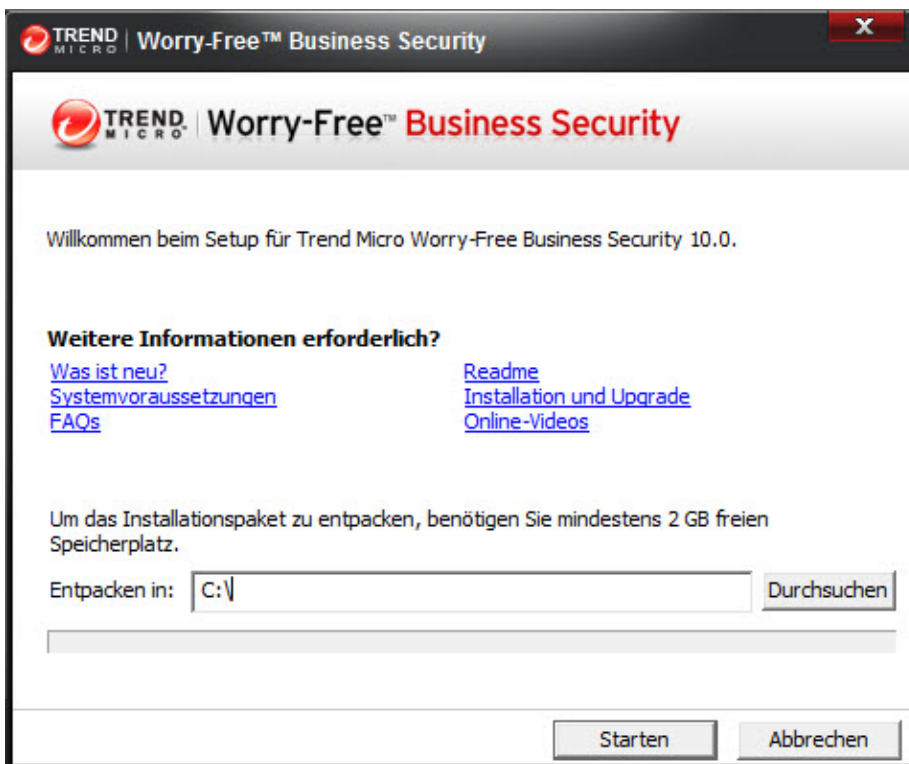 TREND MICRO | Worry-Free™ Business Security X
TREND MICRO™ | Worry-Free™ Business Security
Willkommen beim Setup für Trend Micro Worry-Free Business Security 10.0.
Weitere Informationen erforderlich?
Was ist neu? Readme
Systemvoraussetzungen Installation und Upgrade
FAQs Online-Videos
Um das Installationspaket zu entpacken, benötigen Sie mindestens 2 GB freien
Speicherplatz.
Entpacken in: C:\ Durchsuchen
Starten Abbrechen